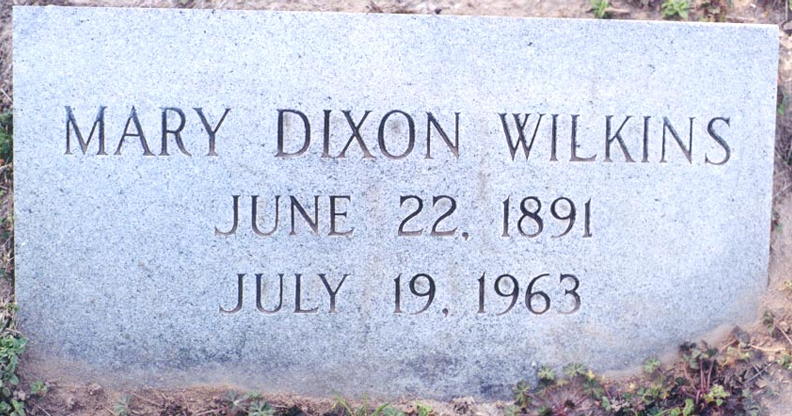 MARY DIXON WILKINS
JUNE 22, 1891
JULY 19, 1963